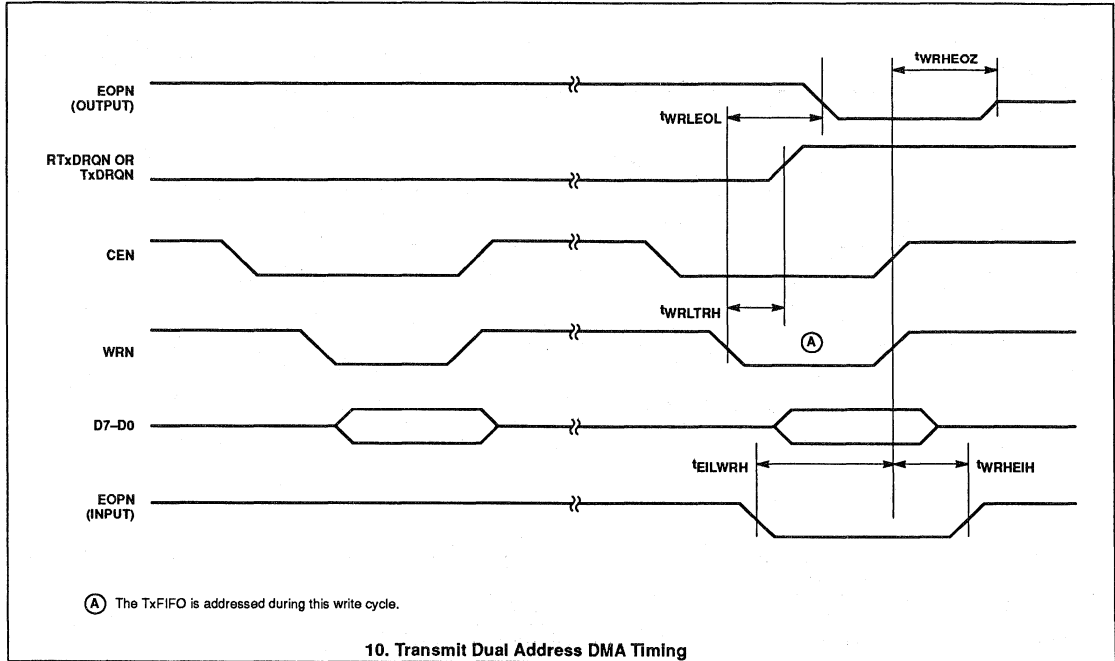 tWRHEOZ
EOPN
(OUTPUT)
tWRLEOL
RTxDRQN OR
TxDRQN
CEN
tWRLTRH
WRN
A
D7–D0
tEILWRH
tWRHEIH
EOPN
(INPUT)
A The TxFIFO is addressed during this write cycle.
10. Transmit Dual Address DMA Timing